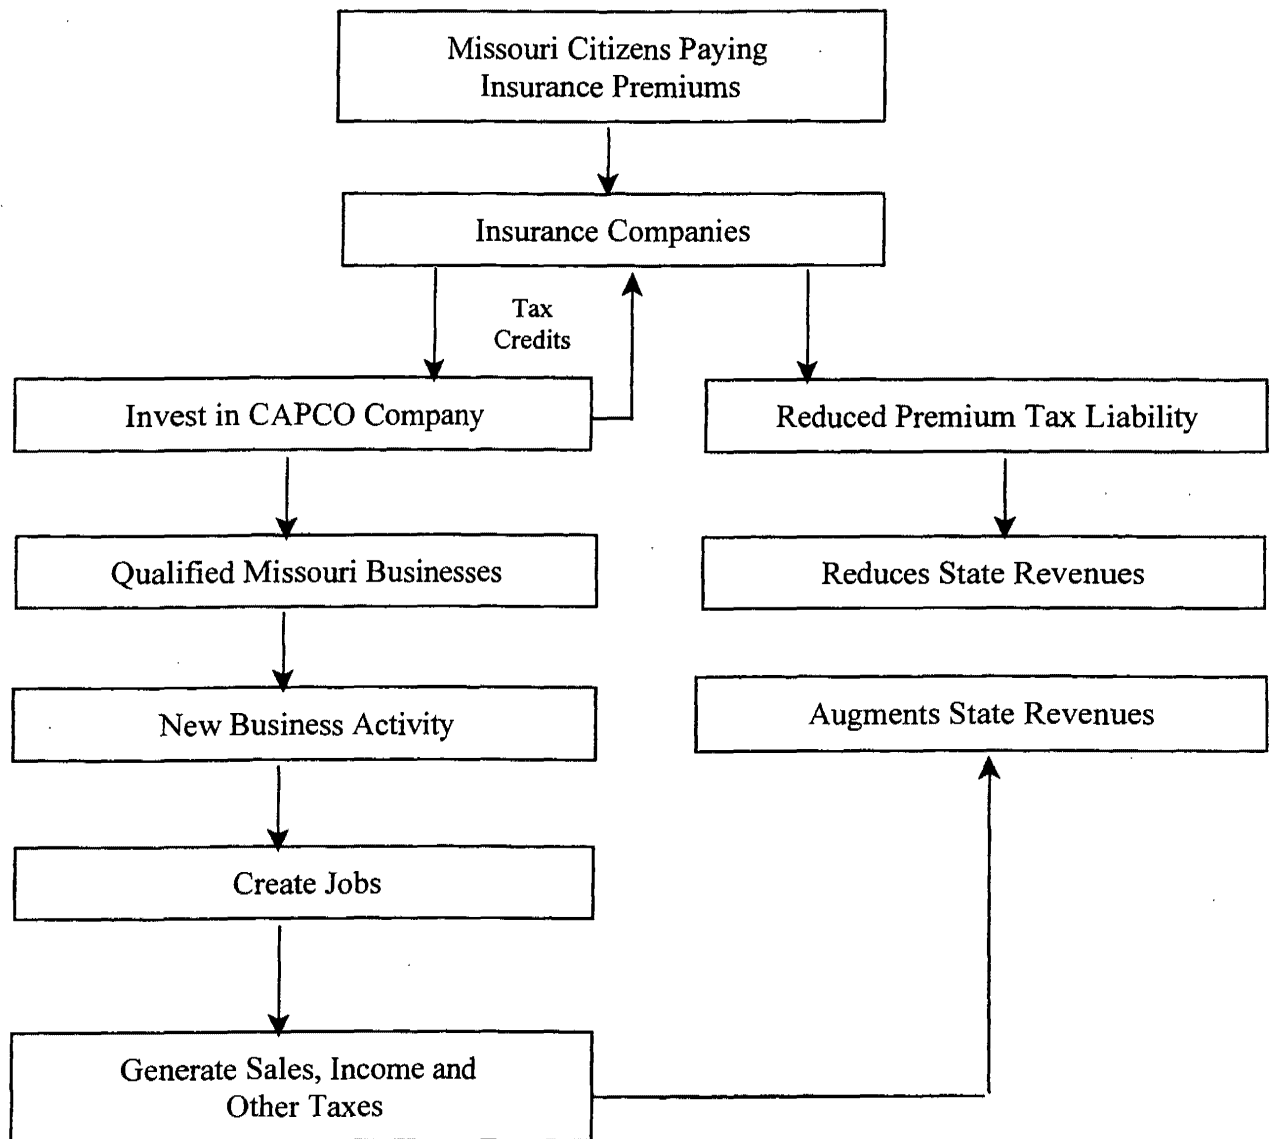 Missouri Citizens Paying
Insurance Premiums
Insurance Companies
Tax
Credits
Invest in CAPCO Company
Reduced Premium Tax Liability
Qualified Missouri Businesses
Reduces State Revenues
New Business Activity
Augments State Revenues
Create Jobs
Generate Sales, Income and
Other Taxes